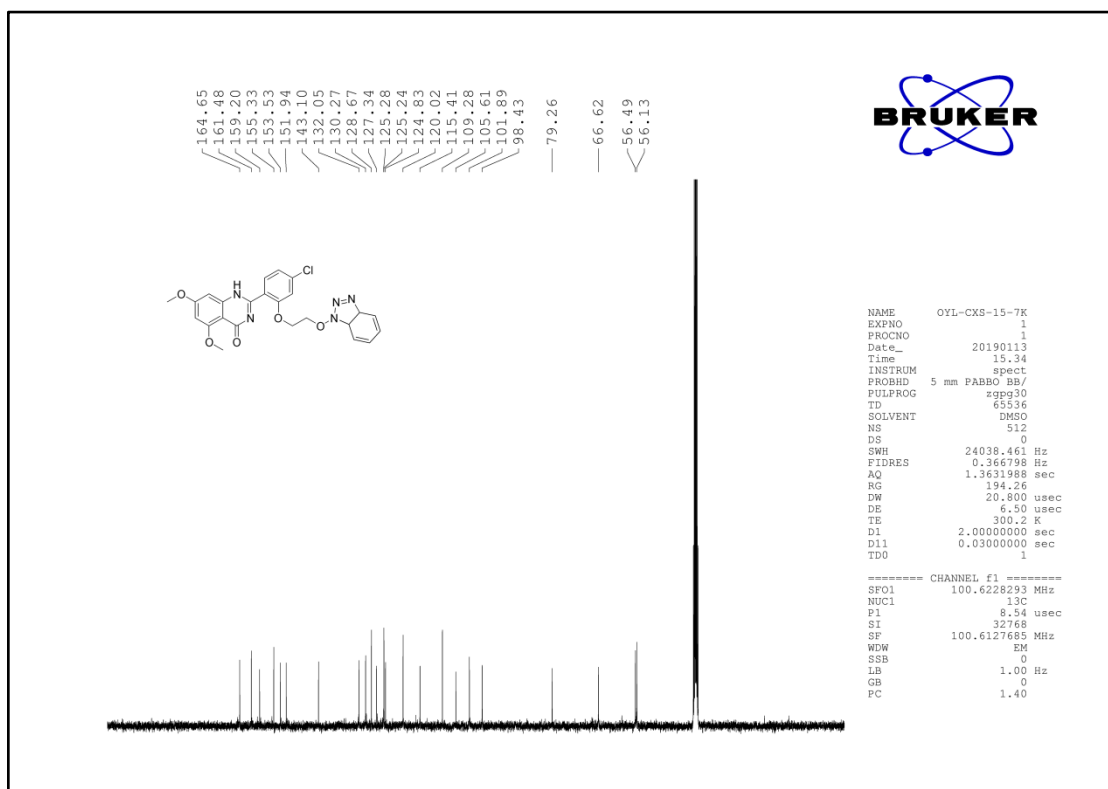 164.65
161.48
159.20
155.33
153.53
151.94
143.10
132.05
130.27
128.67
127.34
125.28
125.24
124.83
120.02
115.41
109.28
105.61
101.89
98.43
79.26
66.62
56.49
56.13
BRUKER
Cl
H
N
O
N
O
O
O
O
N
N
N
NAME OYL-CXS-15-7K
EXPNO 1
PROCNO 1
Date_ 20190113
Time 15.34
INSTRUM spect
PROBHD 5 mm PABBO BB/
PULPROG zgpg30
TD 65536
SOLVENT DMSO
NS 512
DS 0
SWH 24038.461 Hz
FIDRES 0.366798 Hz
AQ 1.3631988 sec
RG 194.26
DW 20.800 usec
DE 6.50 usec
TE 300.2 K
D1 2.00000000 sec
D11 0.03000000 sec
TD0 1
======== CHANNEL f1 ========
SFO1 100.6228293 MHz
NUC1 13C
P1 8.54 usec
SI 32768
SF 100.6127685 MHz
WDW EM
SSB 0
LB 1.00 Hz
GB 0
PC 1.40